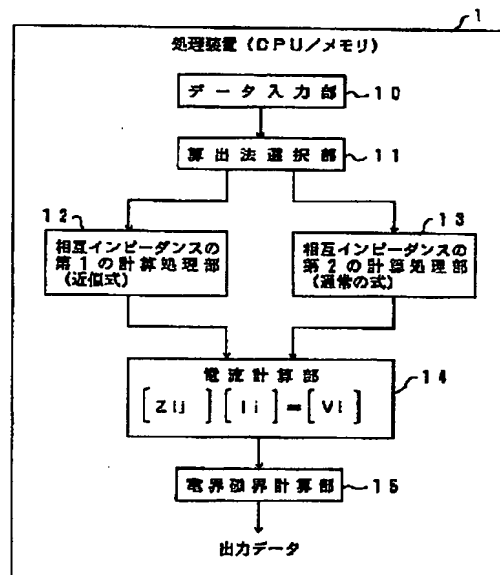 1
処理装置(CPU/メモリ)
データ入力部 10
算出法選択部 11
12
相互インピーダンスの
第1の計算処理部
(近似式)
13
相互インピーダンスの
第2の計算処理部
(通常の式)
電流計算部
[Zij][Ii]=[Vi]
14
電界磁界計算部 15
出力データ